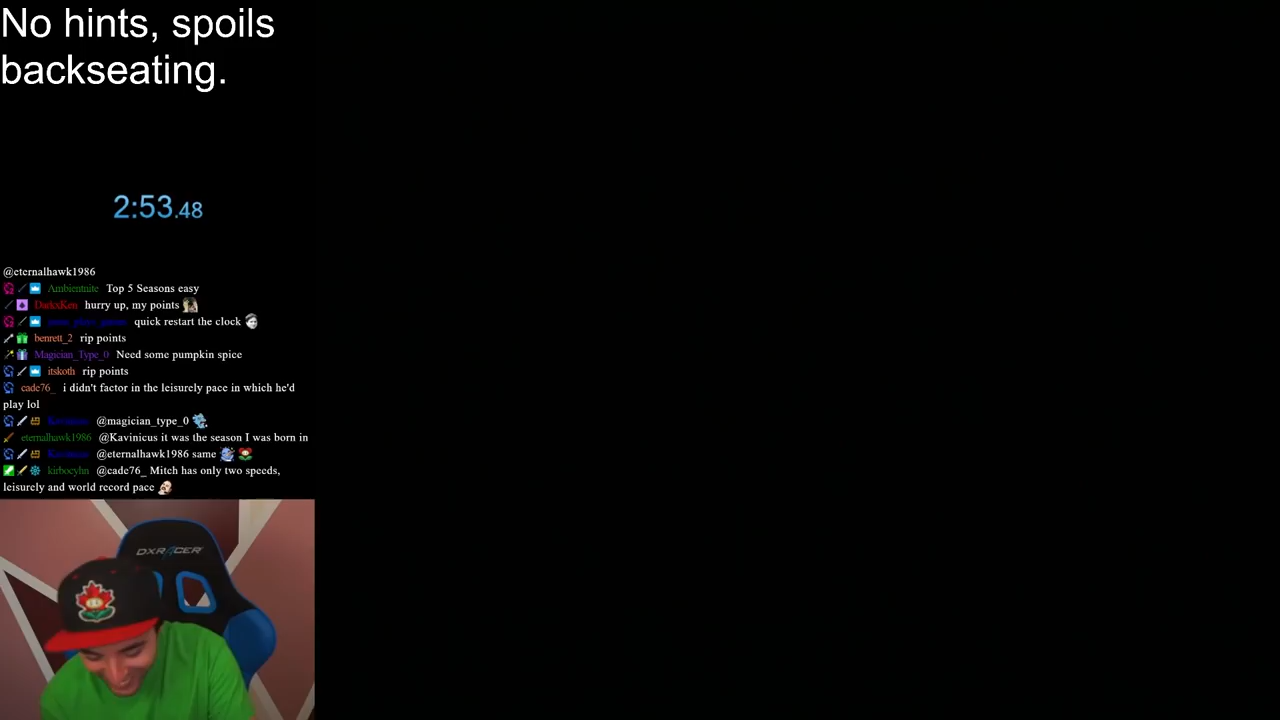 No hints, spoils
backseating.
2:53.48
@eternalhawk1986
Ambientnite Top 5 Seasons easy
DarkxKen hurry up, my points
quick restart the clock
benrett_2 rip points
Magician_Type_0 Need some pumpkin spice
itskoth rip points
cade76_ i didn't factor in the leisurely pace in which he'd
play lol
Kavinicus @magician_type_0
eternalhawk1986 @Kavinicus it was the season I was born in
Kavinicus @eternalhawk1986 same
kirbocyhn @cade76_ Mitch has only two speeds,
leisurely and world record pace
DXRACER